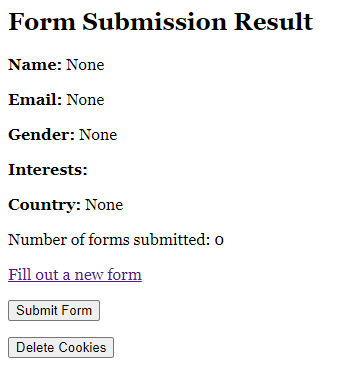 Form Submission Result
Name: None
Email: None
Gender: None
Interests:
Country: None
Number of forms submitted: 0
Fill out a new form
Submit Form
Delete Cookies